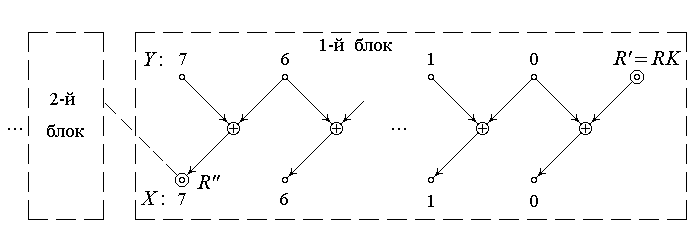 1-й блок
Y: 7 6 1 0 R′=RK
2-й
блок
... ...
R″
X: 7 6 1 0